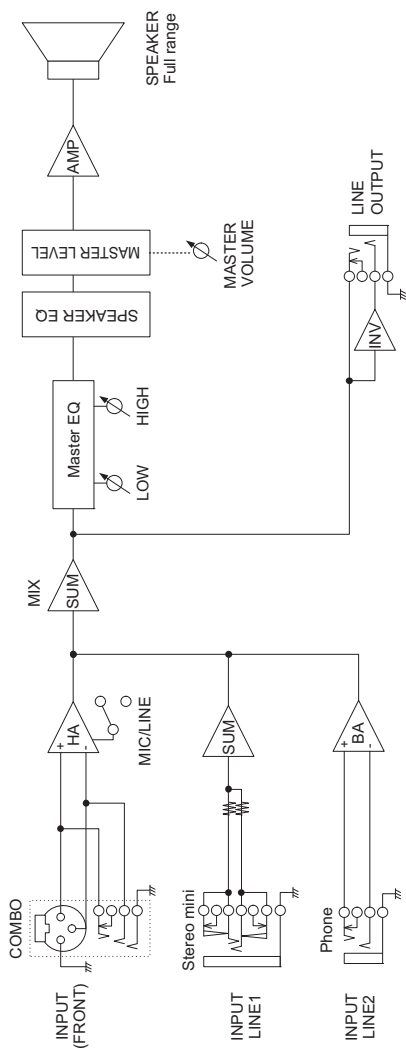 COMBO
INPUT
(FRONT)
+
-
HA
MIC/LINE
Stereo mini
INPUT
LINE1
SUM
Phone
INPUT
LINE2
+
-
BA
MIX
SUM
Master EQ
LOW
HIGH
SPEAKER EQ
MASTER LEVEL
MASTER
VOLUME
AMP
SPEAKER
Full range
INV
LINE
OUTPUT